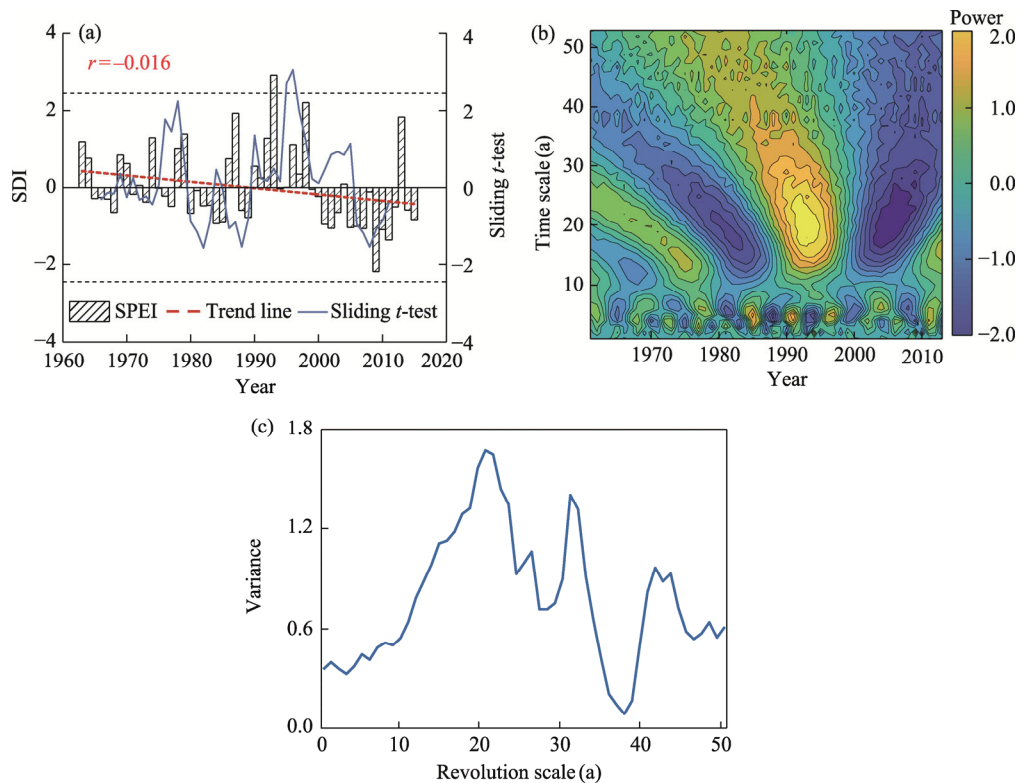 (a)
r=–0.016
4
2
0
−2
−4
SDI
4
2
0
−2
−4
Sliding t-test
SPEI Trend line Sliding t-test
1960 1970 1980 1990 2000 2010 2020
Year
(b)
Power
50
40
30
20
10
0
Time scale (a)
1970 1980 1990 2000 2010
Year
2.0
1.0
0.0
−1.0
−2.0
(c)
1.8
1.2
0.6
0.0
Variance
0 10 20 30 40 50
Revolution scale (a)